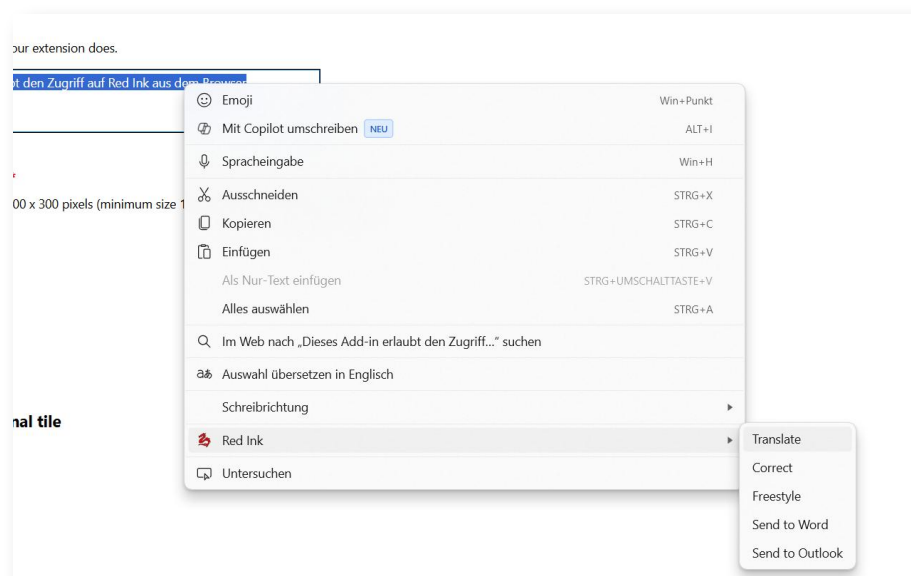 our extension does.
ot den Zugriff auf Red Ink aus dem Browser
Emoji Win+Punkt
Mit Copilot umschreiben NEU ALT+I
Spracheingabe Win+H
*
00 x 300 pixels (minimum size 1
Ausschneiden STRG+X
Kopieren STRG+C
Einfügen STRG+V
Als Nur-Text einfügen STRG+UMSCHALTTASTE+V
Alles auswählen STRG+A
Im Web nach „Dieses Add-in erlaubt den Zugriff...“ suchen
Auswahl übersetzen in Englisch
Schreibrichtung
nal tile
Red Ink
Untersuchen
Translate
Correct
Freestyle
Send to Word
Send to Outlook